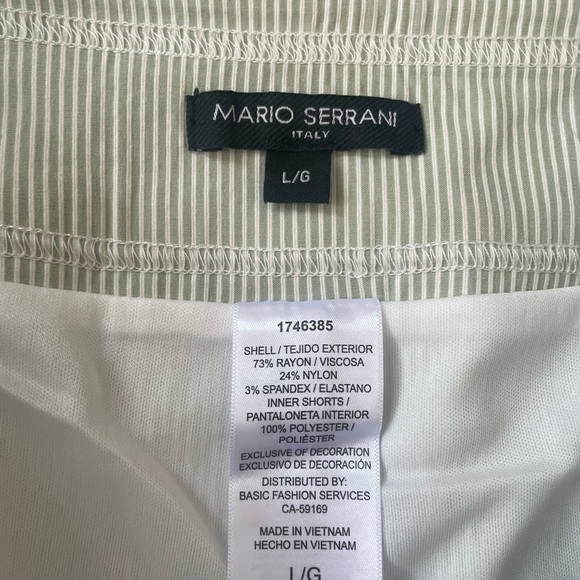 MARIO SERRANI
ITALY
L/G
1746385
SHELL / TEJIDO EXTERIOR
73% RAYON / VISCOSA
24% NYLON
3% SPANDEX / ELASTANO
INNER SHORTS /
PANTALONETA INTERIOR
100% POLYESTER /
POLIÉSTER
EXCLUSIVE OF DECORATION
EXCLUSIVO DE DECORACIÓN
DISTRIBUTED BY:
BASIC FASHION SERVICES
CA-59169
MADE IN VIETNAM
HECHO EN VIETNAM
L/G